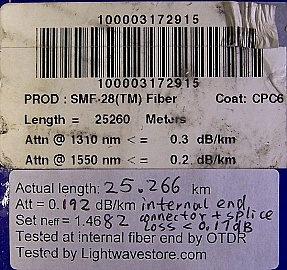 100003172915
100003172915
PROD : SMF-28(TM) Fiber Coat: CPC6
Length = 25260 Meters
Attn @ 1310 nm < = 0.3 dB/km
Attn @ 1550 nm < = 0.2 dB/km
Actual length: 25.266 km
Att = 0.192 dB/km internal end,
Set neff = 1.4682 connector + splice
loss < 0.17dB
Tested at internal fiber end by OTDR
Tested by Lightwavestore.com